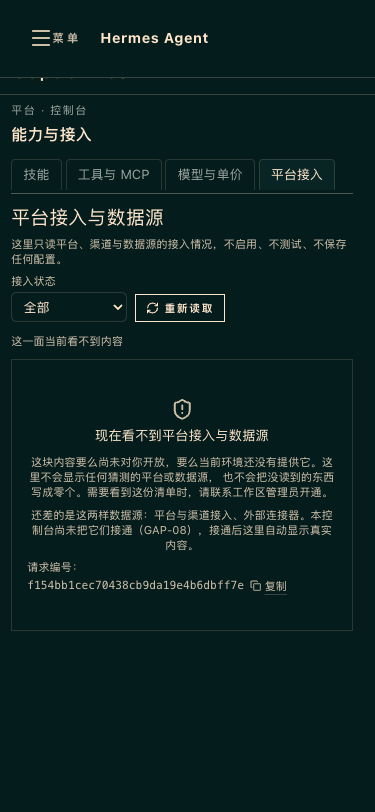 菜单 Hermes Agent
平台 · 控制台
能力与接入
技能 工具与 MCP 模型与单价 平台接入
平台接入与数据源
这里只读平台、渠道与数据源的接入情况，不启用、不测试、不保存
任何配置。
接入状态
全部 重新读取
这一面当前看不到内容
现在看不到平台接入与数据源
这块内容要么尚未对你开放，要么当前环境还没有提供它。这
里不会显示任何猜测的平台或数据源， 也不会把没读到的东西
写成零个。需要看到这份清单时，请联系工作区管理员开通。
还差的是这两样数据源：平台与渠道接入、外部连接器。本控
制台尚未把它们接通（GAP-08），接通后这里自动显示真实
内容。
请求编号：
f154bb1cec70438cb9da19e4b6dbff7e 复制